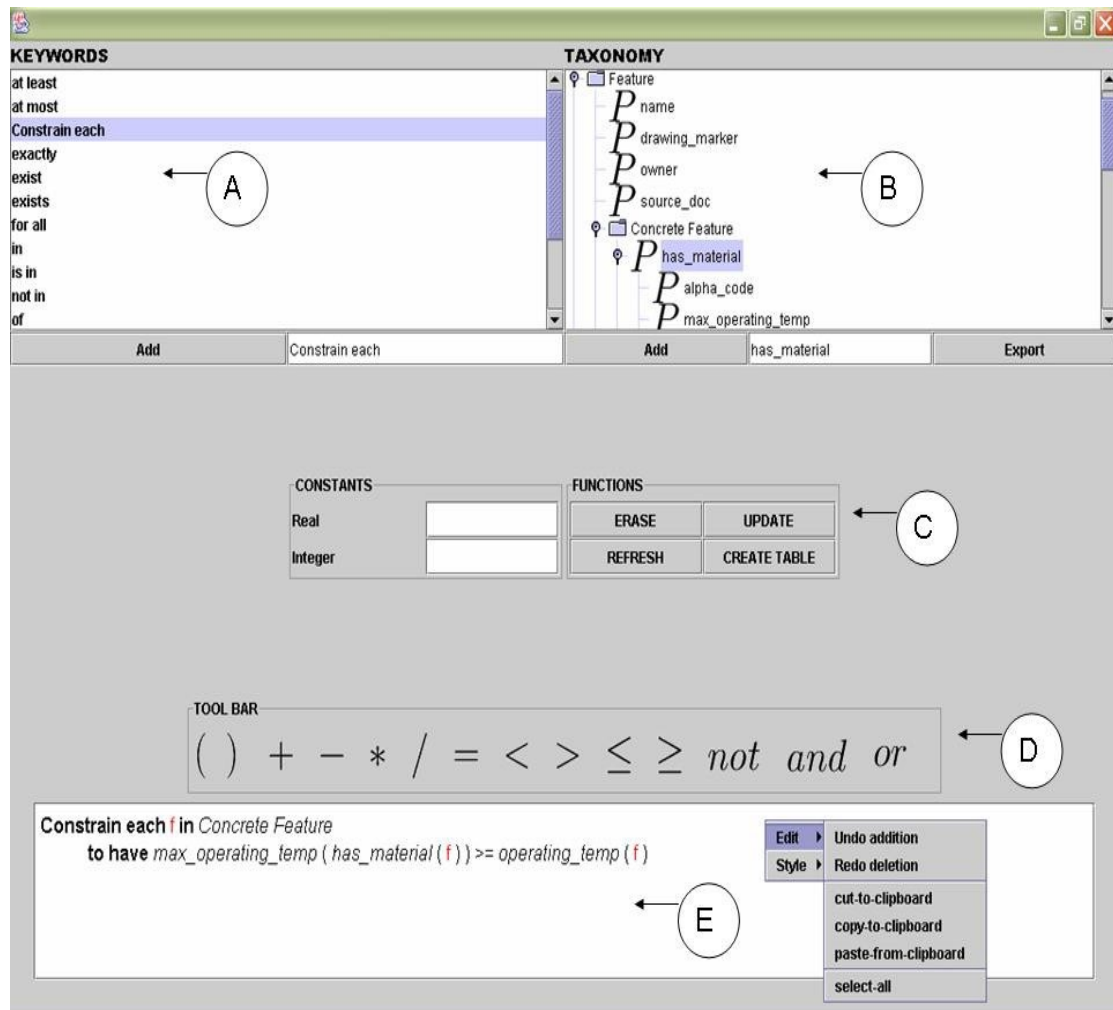 KEYWORDS
TAXONOMY
at least
at most
Constrain each
exactly
exist
exists
for all
in
is in
not in
of
A
Feature
P name
P drawing_marker
P owner
P source_doc
Concrete Feature
P has_material
P alpha_code
P max_operating_temp
B
Add
Constrain each
Add
has_material
Export
CONSTANTS
Real
Integer
FUNCTIONS
ERASE
UPDATE
REFRESH
CREATE TABLE
C
TOOL BAR
( ) + − * / = < > ≤ ≥ not and or
D
Constrain each f in Concrete Feature
to have max_operating_temp ( has_material ( f ) ) >= operating_temp ( f )
E
Edit
Style
Undo addition
Redo deletion
cut-to-clipboard
copy-to-clipboard
paste-from-clipboard
select-all